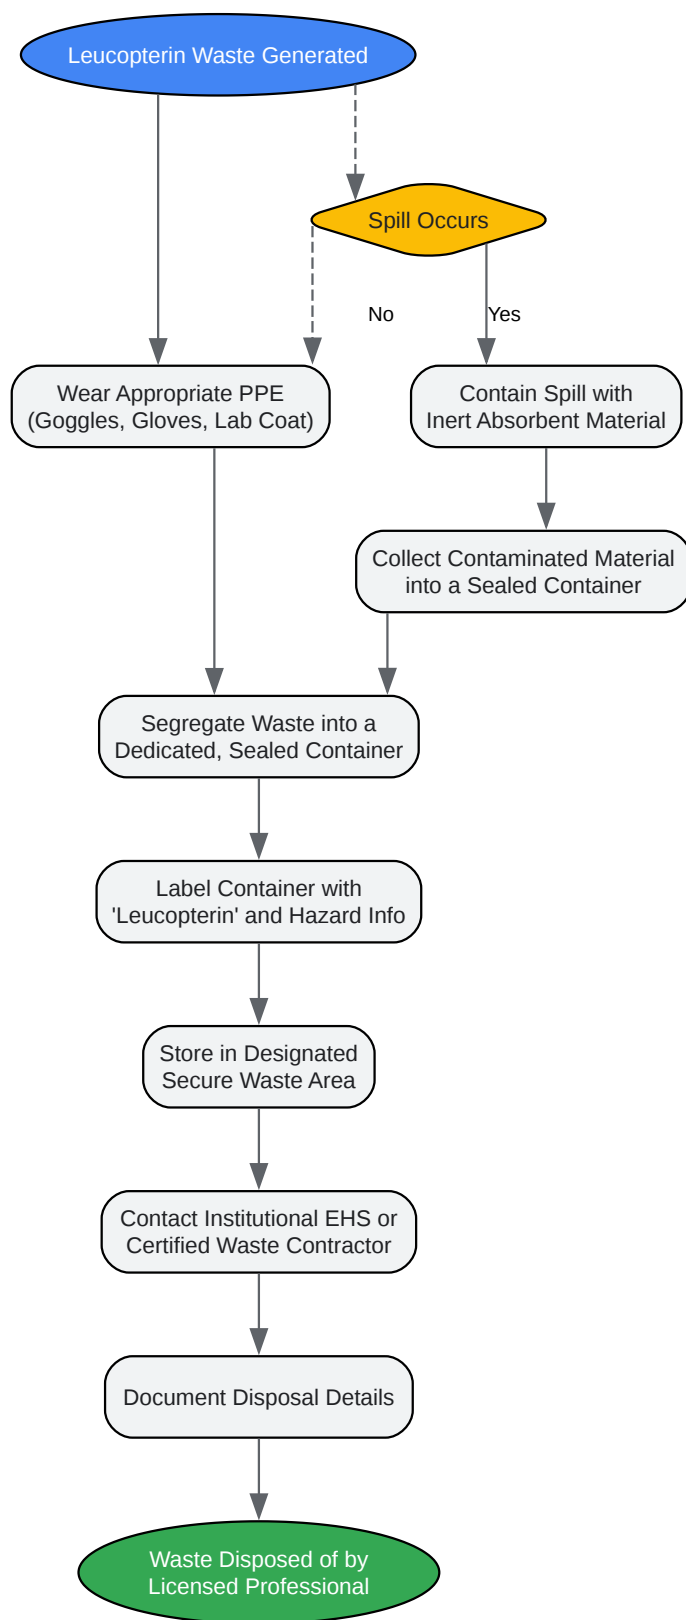 Leucopterin Waste Generated
Spill Occurs
No
Yes
Wear Appropriate PPE
(Goggles, Gloves, Lab Coat)
Contain Spill with
Inert Absorbent Material
Collect Contaminated Material
into a Sealed Container
Segregate Waste into a
Dedicated, Sealed Container
Label Container with
'Leucopterin' and Hazard Info
Store in Designated
Secure Waste Area
Contact Institutional EHS or
Certified Waste Contractor
Document Disposal Details
Waste Disposed of by
Licensed Professional